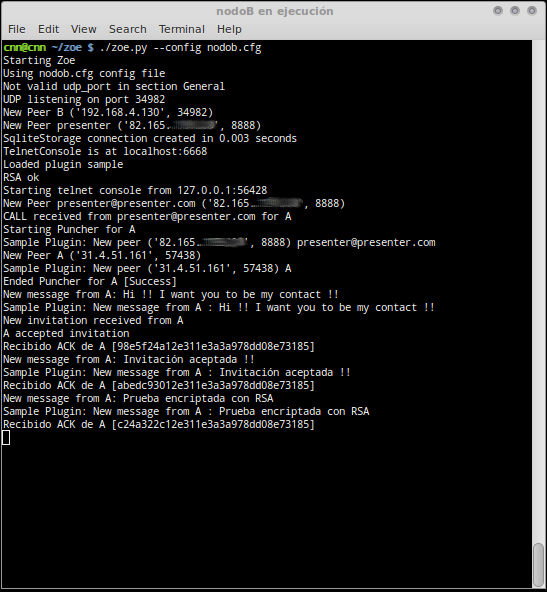 nodoB en ejecución
File Edit View Search Terminal Help
cnn@cnn ~/zoe $ ./zoe.py --config nodob.cfg
Starting Zoe
Using nodob.cfg config file
Not valid udp_port in section General
UDP listening on port 34982
New Peer B ('192.168.4.130', 34982)
New Peer presenter ('82.165. ', 8888)
SqliteStorage connection created in 0.003 seconds
TelnetConsole is at localhost:6668
Loaded plugin sample
RSA ok
Starting telnet console from 127.0.0.1:56428
New Peer presenter@presenter.com ('82.165. ', 8888)
CALL received from presenter@presenter.com for A
Starting Puncher for A
Sample Plugin: New peer ('82.165. ', 8888) presenter@presenter.com
New Peer A ('31.4.51.161', 57438)
Sample Plugin: New peer ('31.4.51.161', 57438) A
Ended Puncher for A [Success]
New message from A: Hi !! I want you to be my contact !!
Sample Plugin: New message from A : Hi !! I want you to be my contact !!
New invitation received from A
A accepted invitation
Recibido ACK de A [98e5f24a12e311e3a3a978dd08e73185]
New message from A: Invitación aceptada !!
Sample Plugin: New message from A : Invitación aceptada !!
Recibido ACK de A [abedc93012e311e3a3a978dd08e73185]
New message from A: Prueba encriptada con RSA
Sample Plugin: New message from A : Prueba encriptada con RSA
Recibido ACK de A [c24a322c12e311e3a3a978dd08e73185]